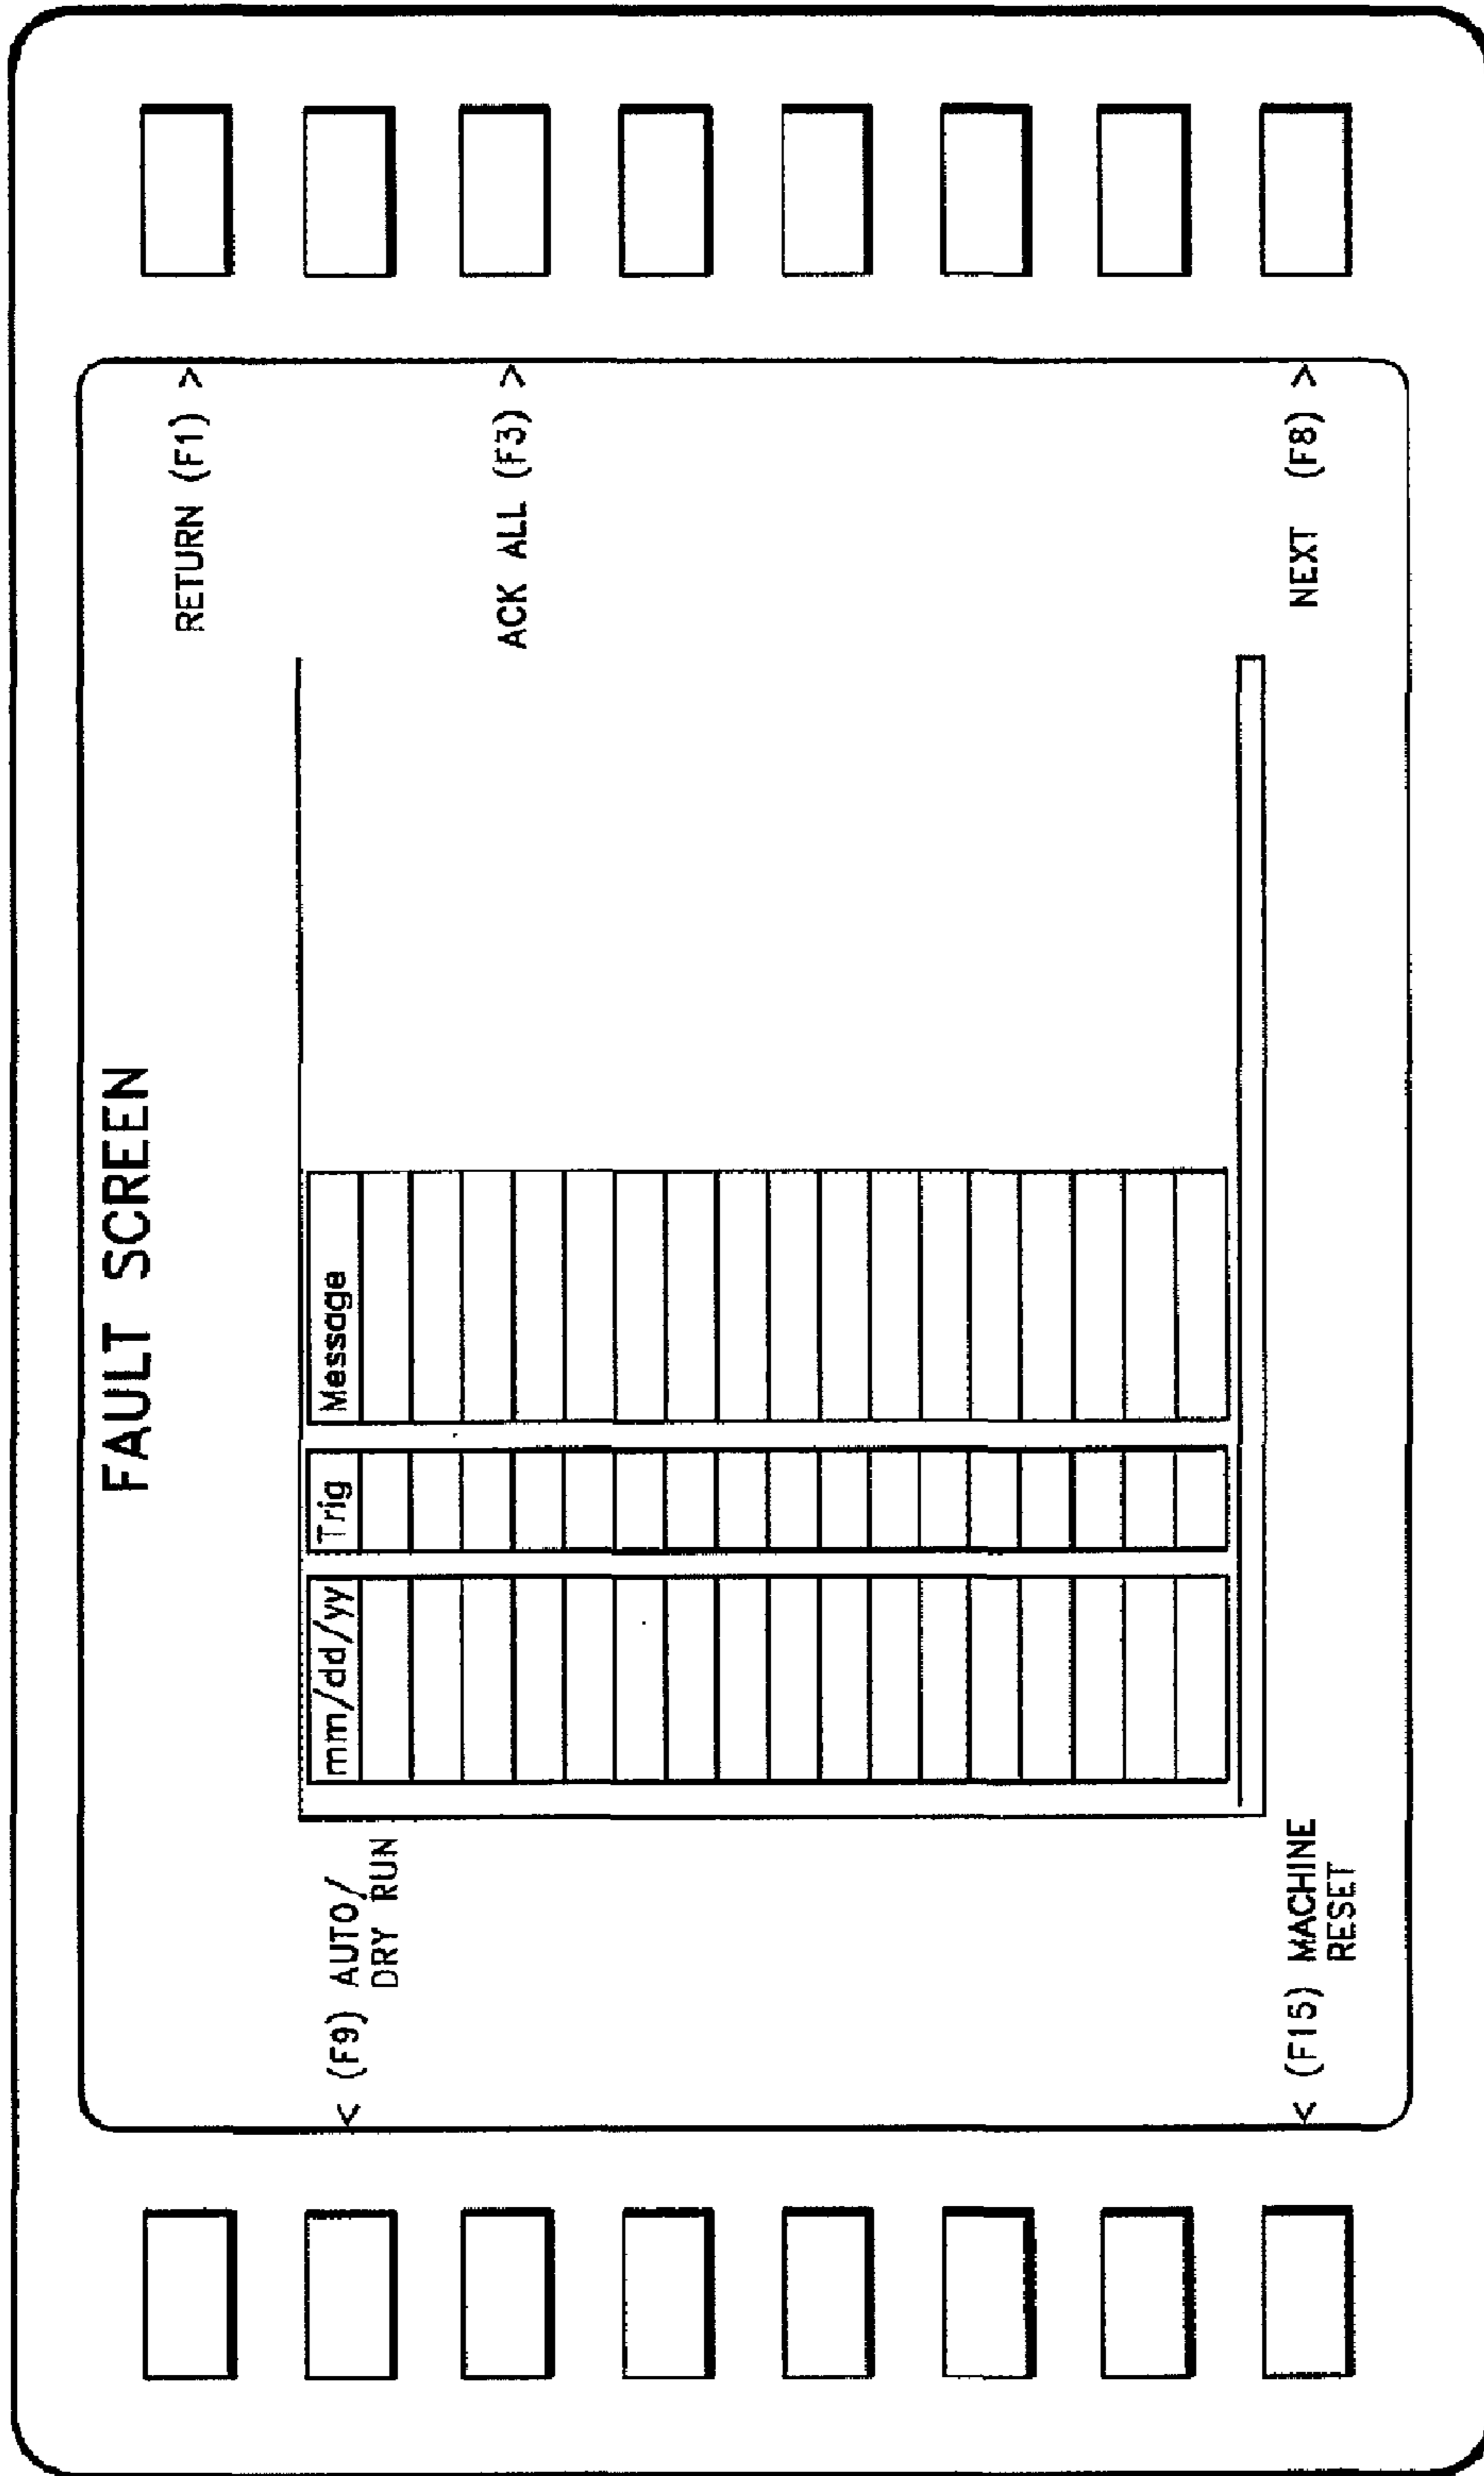 FAULT SCREEN
RETURN (F1) >
< (F9) AUTO/
DRY RUN
mm/dd/yy
Trig
Message
ACK ALL (F3) >
< (F15) MACHINE
RESET
NEXT (F8) >